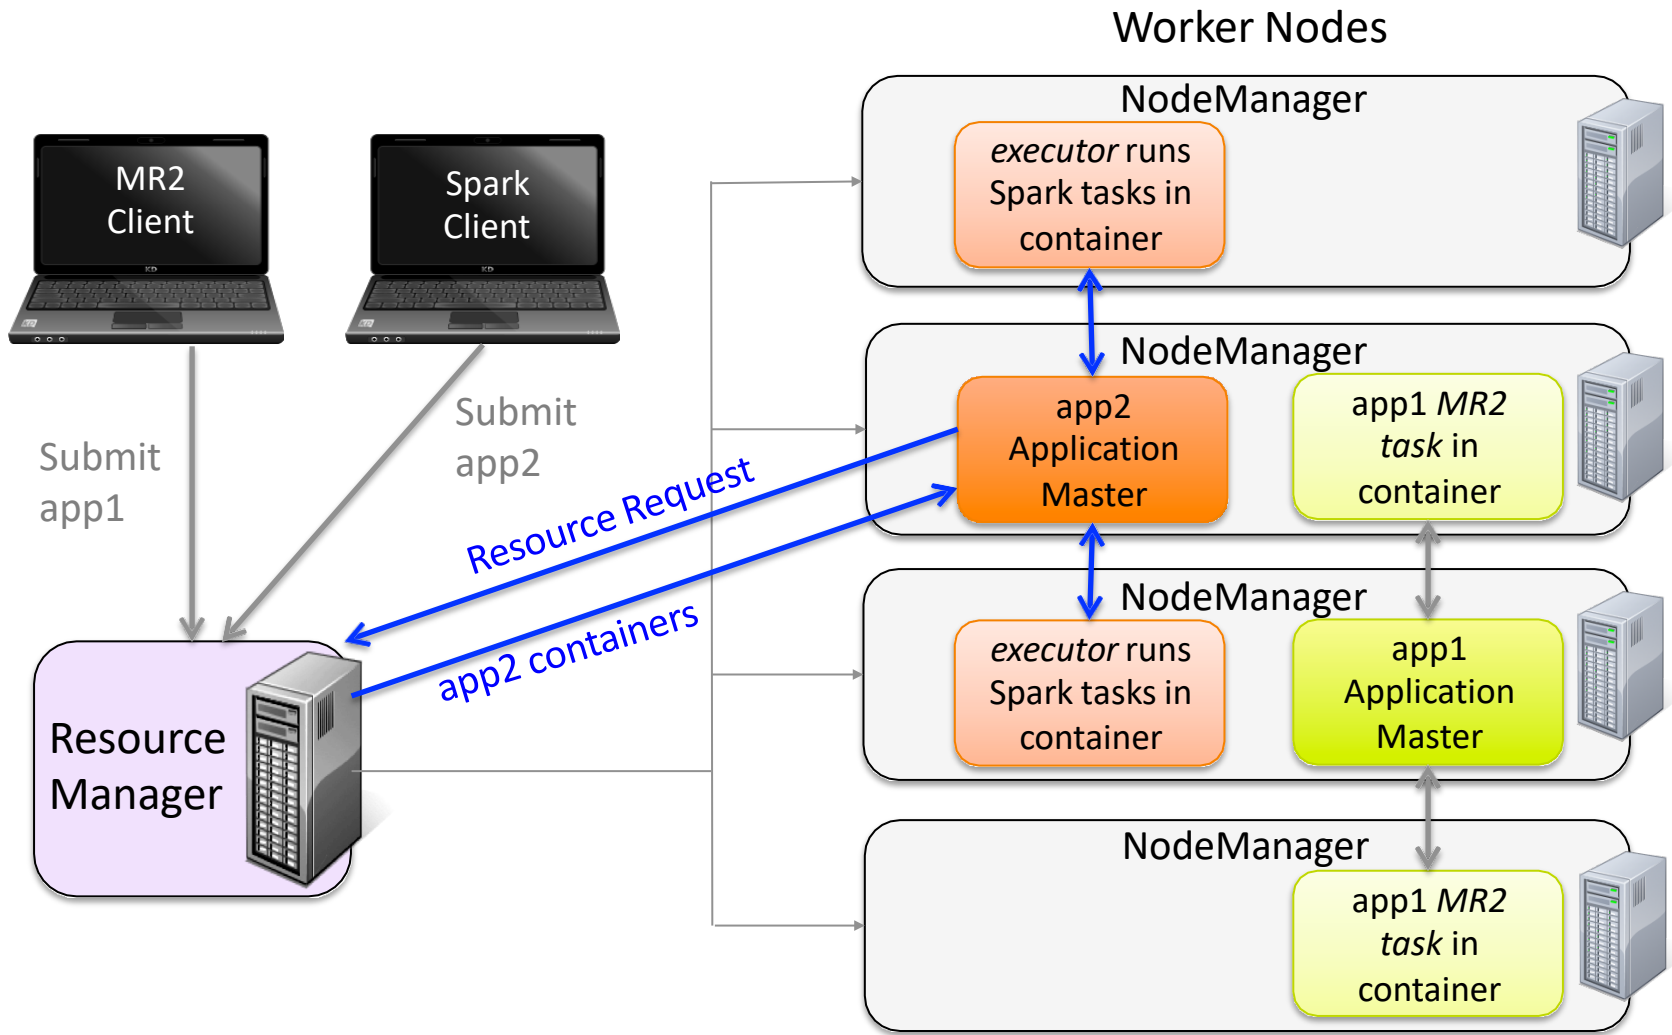 Worker Nodes
NodeManager
executor runs
Spark tasks in
container
MR2
Client
KD
Spark
Client
KD
Submit
app1
Submit
app2
NodeManager
app2
Application
Master
app1 MR2
task in
container
Resource Request
app2 containers
NodeManager
executor runs
Spark tasks in
container
app1
Application
Master
Resource
Manager
NodeManager
app1 MR2
task in
container